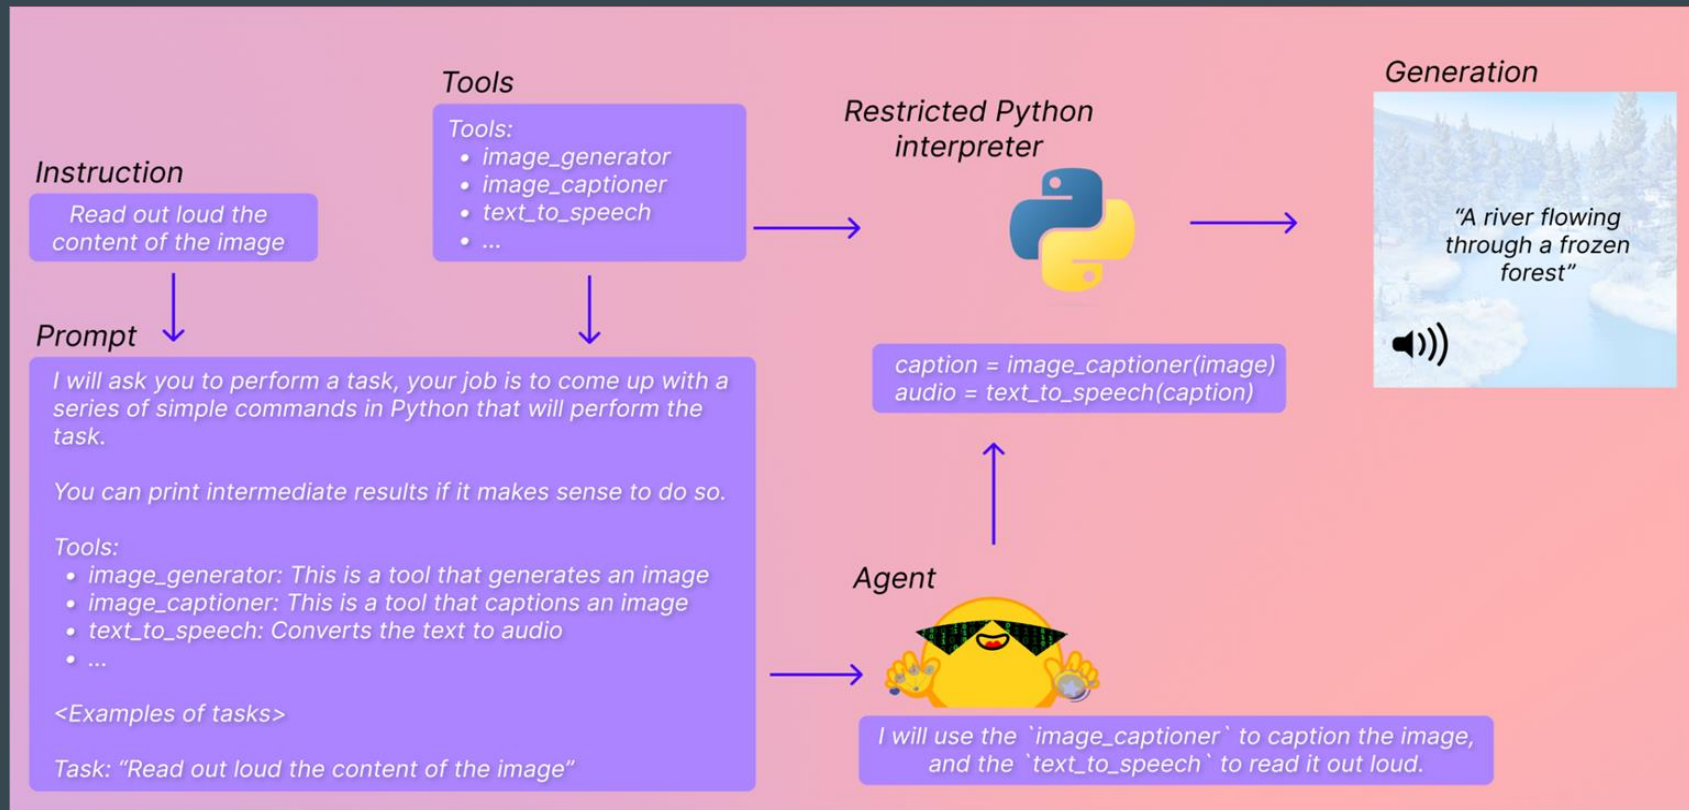 Instruction
Read out loud the
content of the image
Tools
Tools:
• image_generator
• image_captioner
• text_to_speech
• ...
Prompt
I will ask you to perform a task, your job is to come up with a
series of simple commands in Python that will perform the
task.
You can print intermediate results if it makes sense to do so.
Tools:
• image_generator: This is a tool that generates an image
• image_captioner: This is a tool that captions an image
• text_to_speech: Converts the text to audio
• ...
<Examples of tasks>
Task: “Read out loud the content of the image”
Agent
I will use the `image_captioner` to caption the image,
and the `text_to_speech` to read it out loud.
caption = image_captioner(image)
audio = text_to_speech(caption)
Restricted Python
interpreter
Generation
“A river flowing
through a frozen
forest”